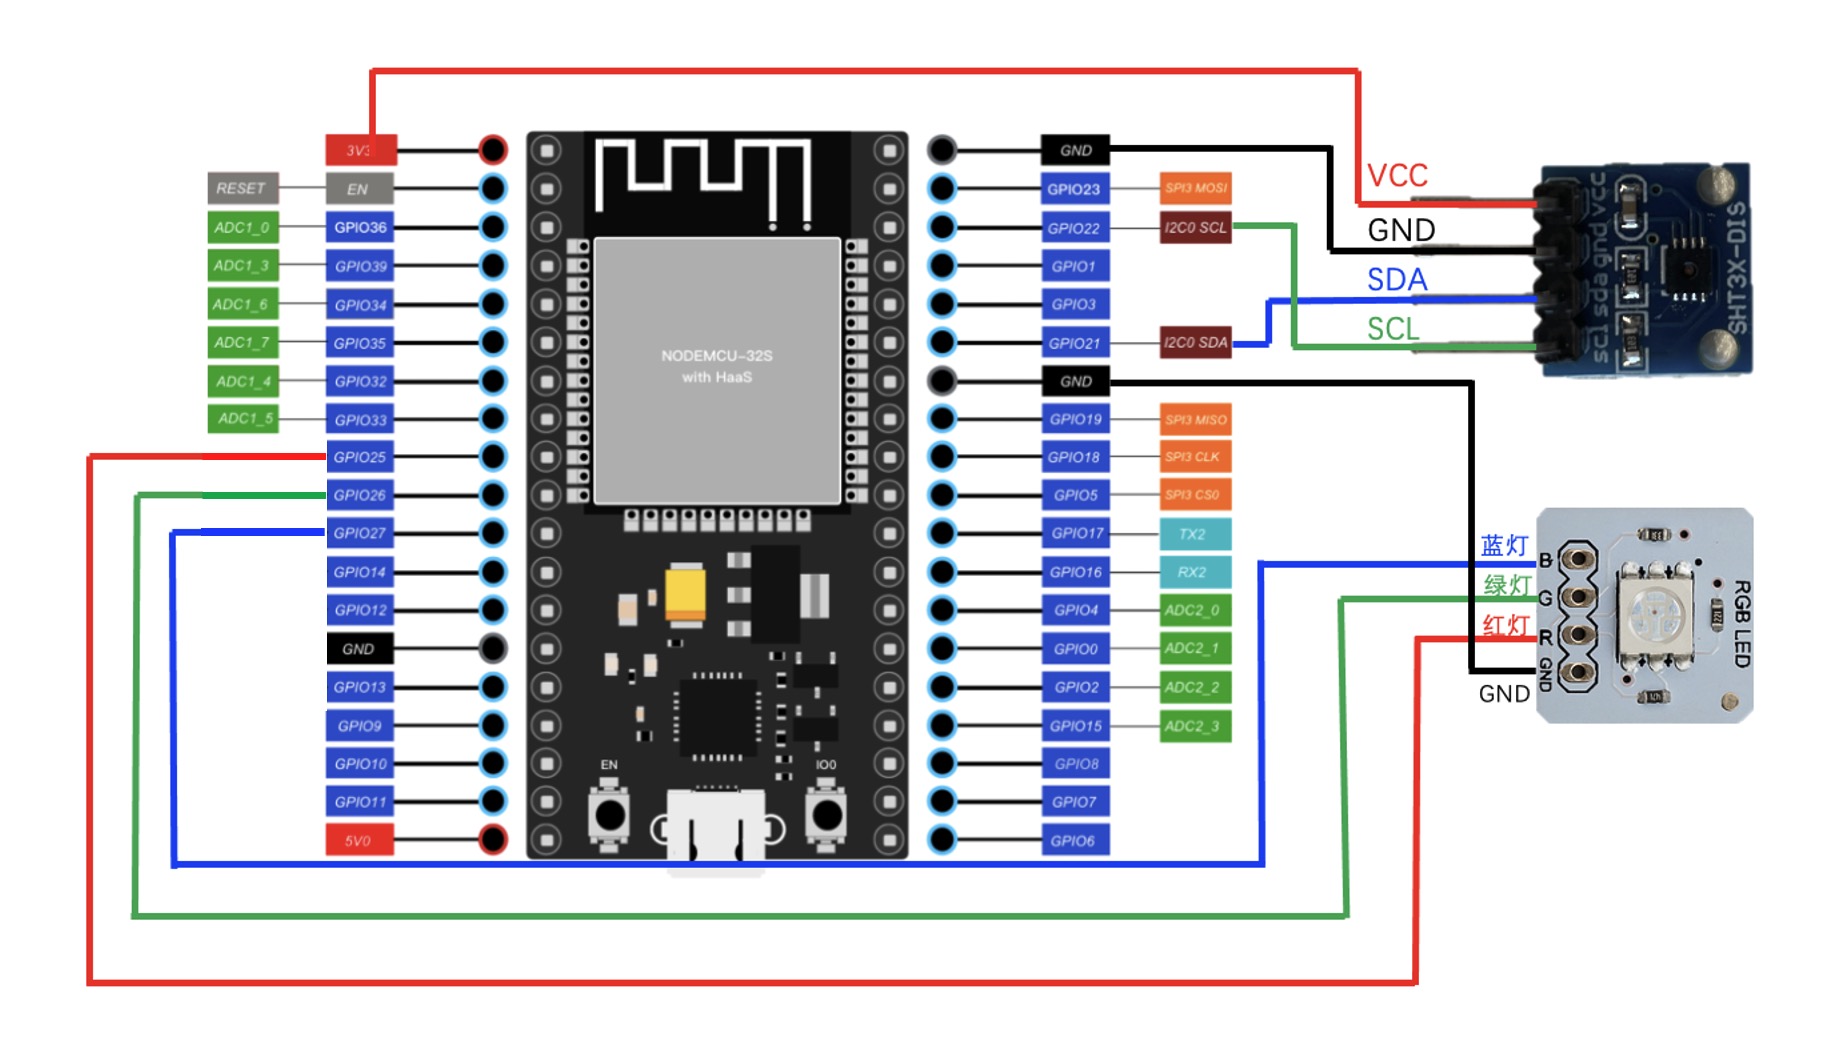 3V3
RESET EN
ADC1_0 GPIO36
ADC1_3 GPIO39
ADC1_6 GPIO34
ADC1_7 GPIO35
ADC1_4 GPIO32
ADC1_5 GPIO33
GPIO25
GPIO26
GPIO27
GPIO14
GPIO12
GND
GPIO13
GPIO9
GPIO10
GPIO11
5V0
NODEMCU-32S
with HaaS
EN
IO0
GND
GPIO23 SPI3 MOSI
GPIO22 I2C0 SCL
GPIO1
GPIO3
GPIO21 I2C0 SDA
GND
GPIO19 SPI3 MISO
GPIO18 SPI3 CLK
GPIO5 SPI3 CS0
GPIO17 TX2
GPIO16 RX2
GPIO4 ADC2_0
GPIO0 ADC2_1
GPIO2 ADC2_2
GPIO15 ADC2_3
GPIO8
GPIO7
GPIO6
VCC
GND
SDA
SCL
scl sda gnd vcc
SHT3X-DIS
蓝灯 B
绿灯 G
红灯 R
GND GND
RGB LED